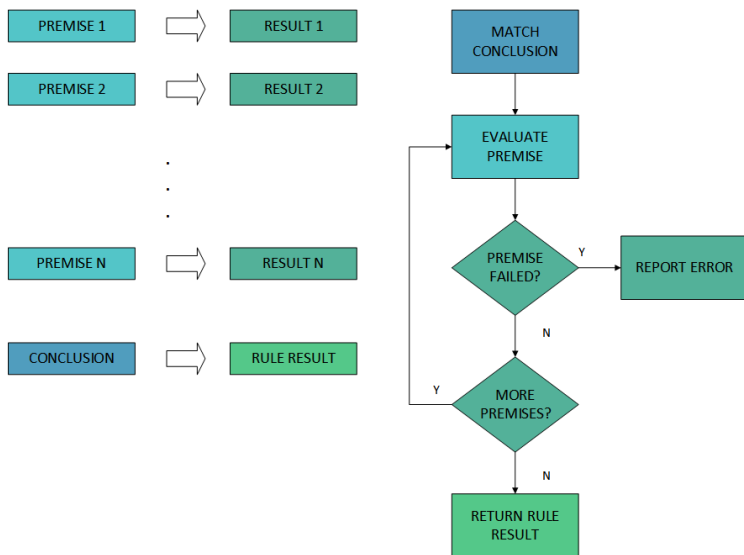 PREMISE 1
RESULT 1
PREMISE 2
RESULT 2
.
.
.
PREMISE N
RESULT N
CONCLUSION
RULE RESULT
MATCH
CONCLUSION
EVALUATE
PREMISE
PREMISE
FAILED?
Y
REPORT ERROR
N
Y
MORE
PREMISES?
N
RETURN RULE
RESULT